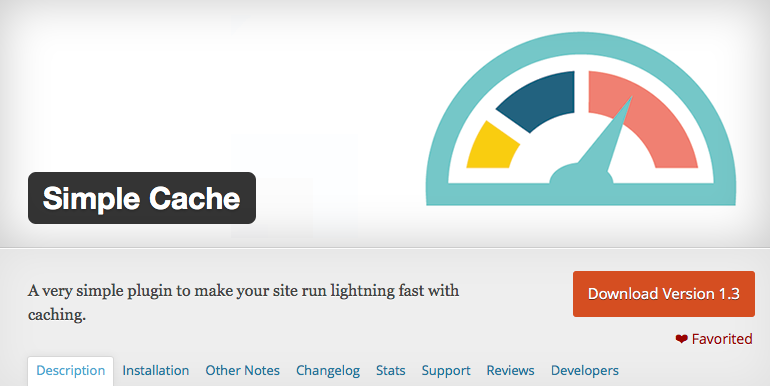 Simple Cache
A very simple plugin to make your site run lightning fast with
caching.
Download Version 1.3
❤ Favorited
Description Installation Other Notes Changelog Stats Support Reviews Developers